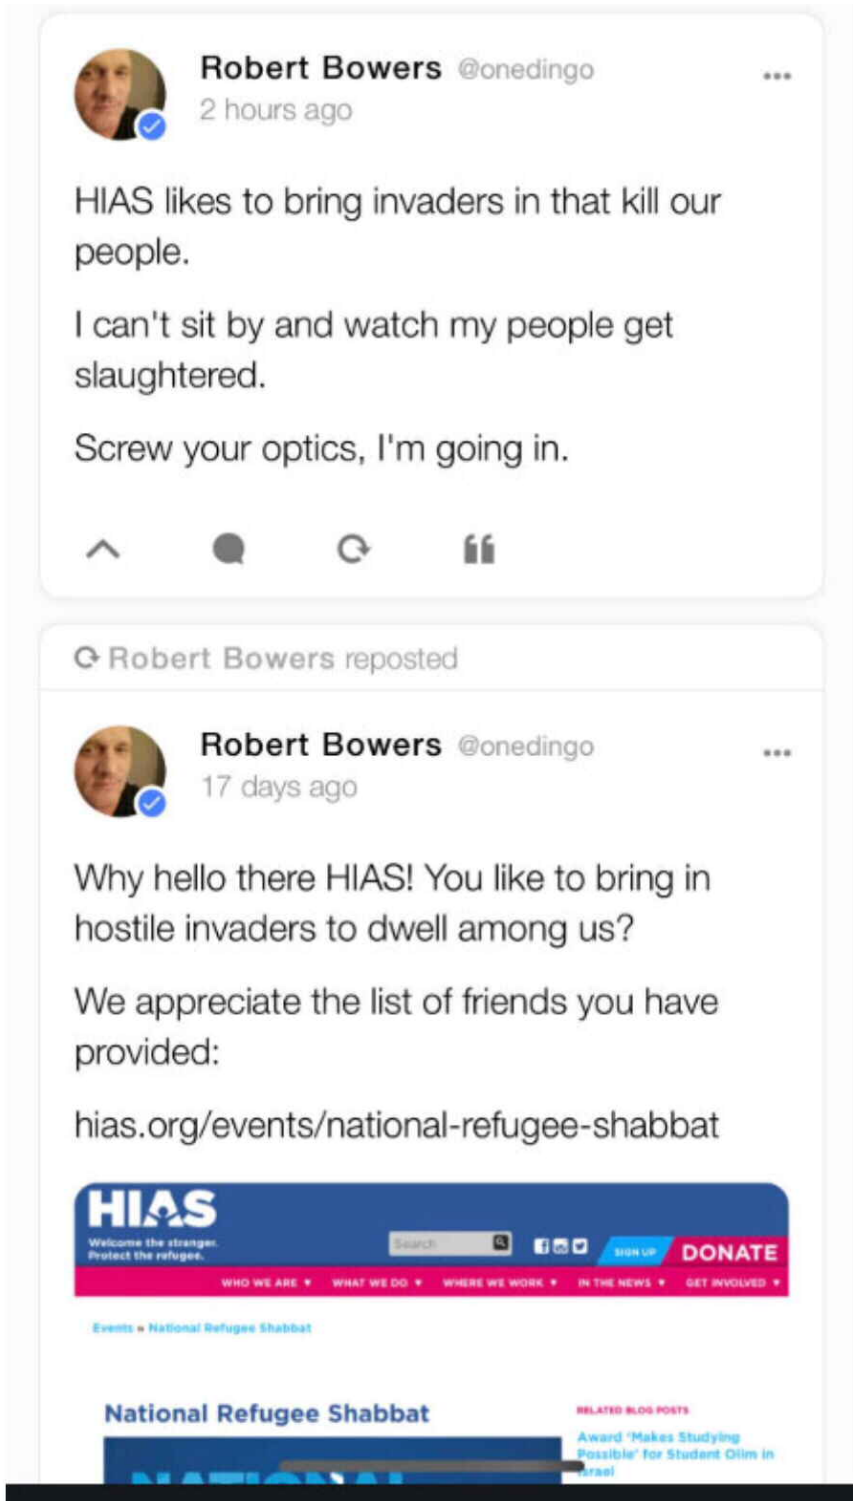 Robert Bowers @onedingo
2 hours ago
HIAS likes to bring invaders in that kill our
people.
I can't sit by and watch my people get
slaughtered.
Screw your optics, I'm going in.
Robert Bowers reposted
Robert Bowers @onedingo
17 days ago
Why hello there HIAS! You like to bring in
hostile invaders to dwell among us?
We appreciate the list of friends you have
provided:
hias.org/events/national-refugee-shabbat
HIAS
Welcome the stranger.
Protect the refugee.
Search
SIGN UP
DONATE
WHO WE ARE ▾ WHAT WE DO ▾ WHERE WE WORK ▾ IN THE NEWS ▾ GET INVOLVED ▾
Events » National Refugee Shabbat
National Refugee Shabbat
RELATED BLOG POSTS
Award 'Makes Studying
Possible' for Student Olim in
Israel
NATIONAL